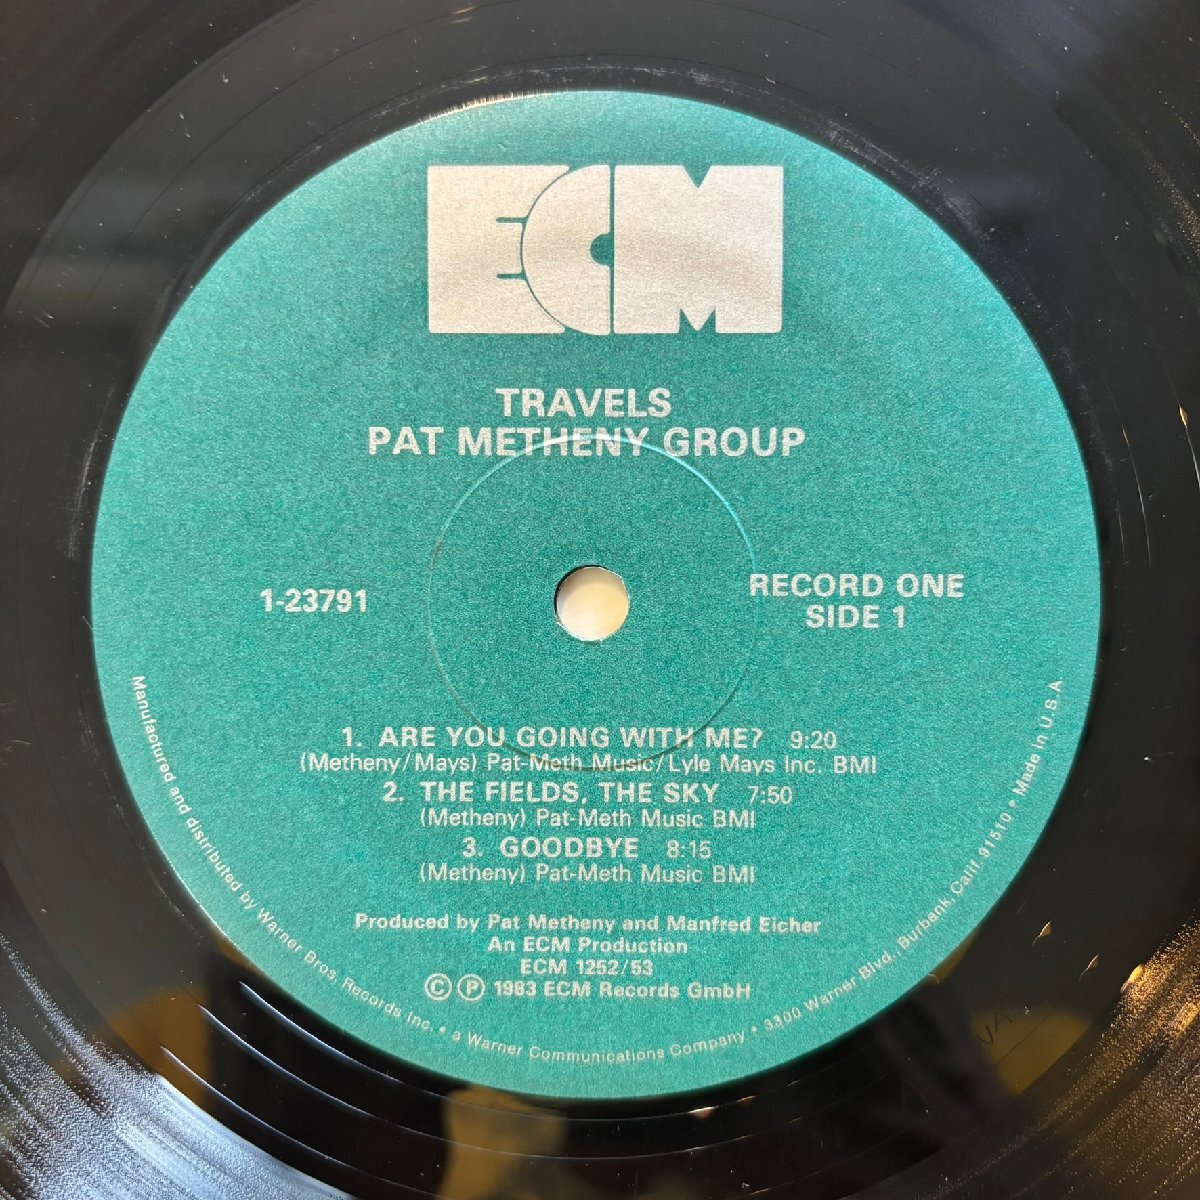 ECM
TRAVELS
PAT METHENY GROUP
1-23791
RECORD ONE
SIDE 1
1. ARE YOU GOING WITH ME? 9:20
(Metheny/Mays) Pat-Meth Music/Lyle Mays Inc. BMI
2. THE FIELDS, THE SKY 7:50
(Metheny) Pat-Meth Music BMI
3. GOODBYE 8:15
(Metheny) Pat-Meth Music BMI
Produced by Pat Metheny and Manfred Eicher
An ECM Production
ECM 1252/53
© ℗ 1983 ECM Records GmbH
Manufactured and distributed by Warner Bros. Records Inc. • a Warner Communications Company • 3300 Warner Blvd., Burbank, Calif. 91510 • Made in U.S.A.